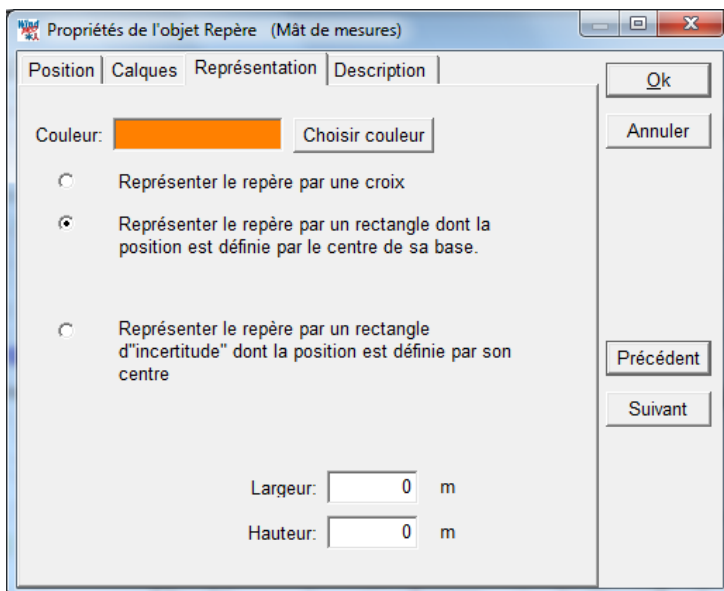 Wind
Propriétés de l'objet Repère (Mât de mesures)
Position
Calques
Représentation
Description
Ok
Annuler
Couleur:
Choisir couleur
Représenter le repère par une croix
Représenter le repère par un rectangle dont la
position est définie par le centre de sa base.
Représenter le repère par un rectangle
d"incertitude" dont la position est définie par son
centre
Précédent
Suivant
Largeur: 0 m
Hauteur: 0 m